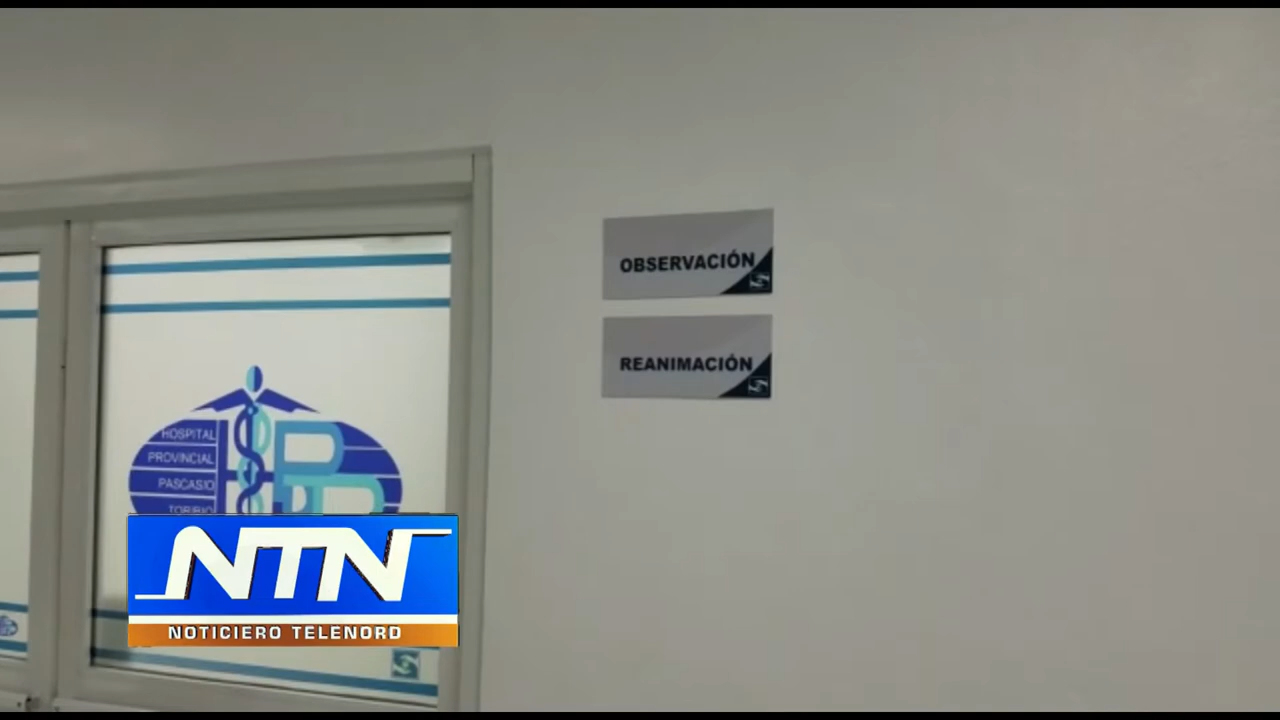 OBSERVACIÓN
REANIMACIÓN
HOSPITAL
PROVINCIAL
PASCASIO
TORIBIO
NTN
NOTICIERO TELENORD